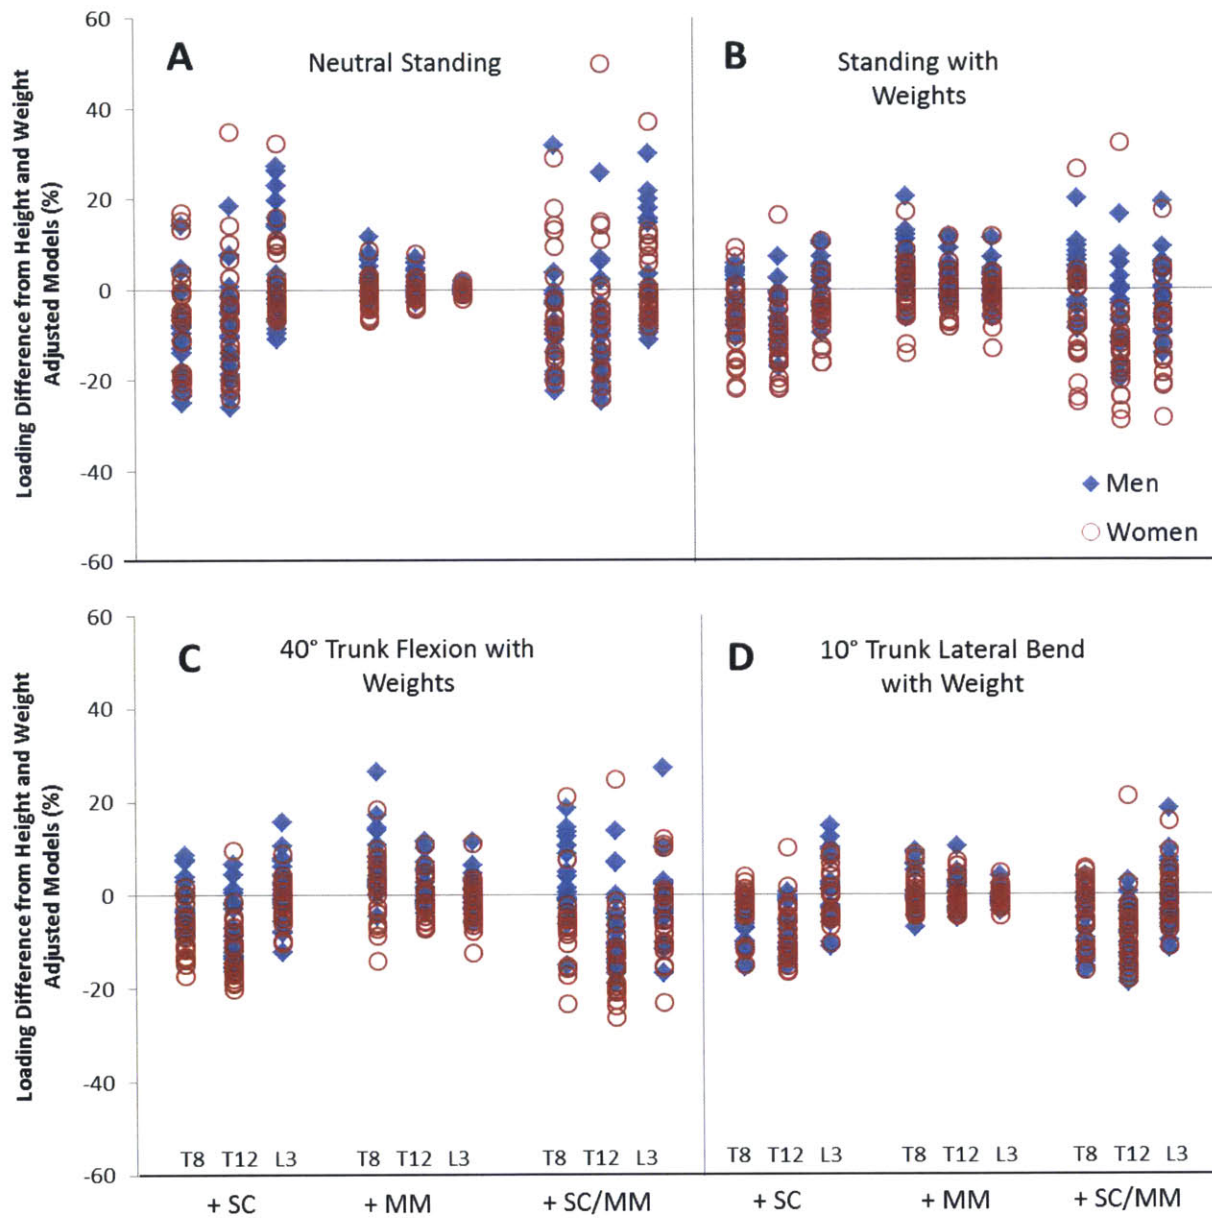 Loading Difference from Height and Weight
Adjusted Models (%)
60
40
20
0
-20
-40
-60
A
Neutral Standing
B
Standing with
Weights
Men
Women
Loading Difference from Height and Weight
Adjusted Models (%)
60
40
20
0
-20
-40
-60
C
40° Trunk Flexion with
Weights
D
10° Trunk Lateral Bend
with Weight
T8 T12 L3 T8 T12 L3 T8 T12 L3 T8 T12 L3 T8 T12 L3 T8 T12 L3
+ SC + MM + SC/MM + SC + MM + SC/MM